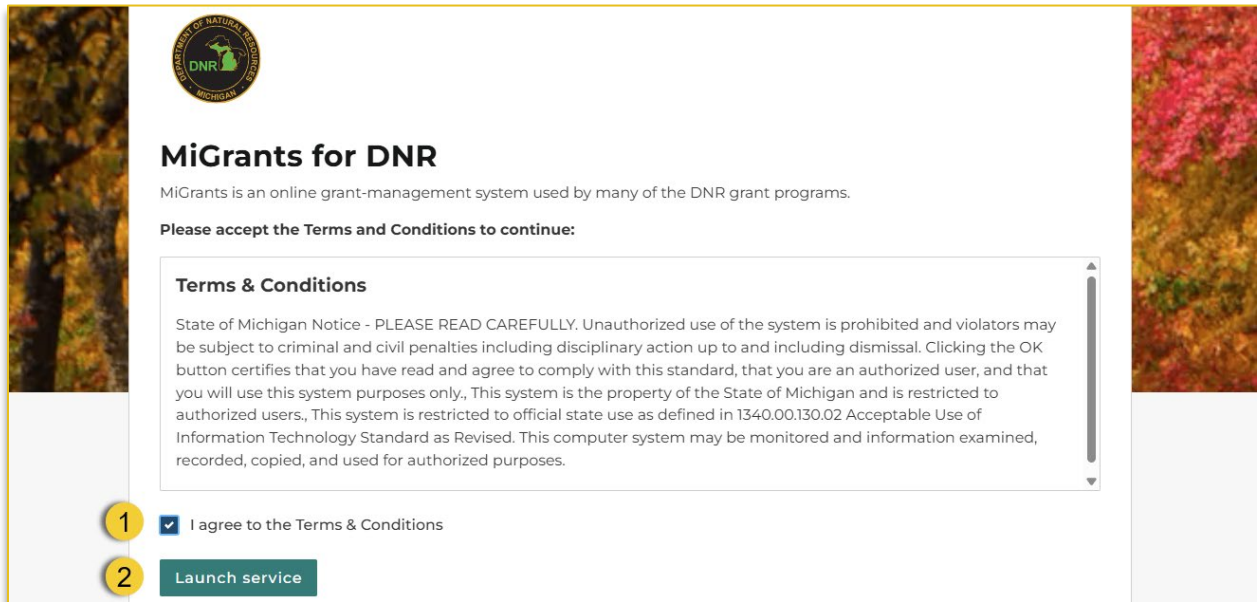 DEPARTMENT OF NATURAL RESOURCES
DNR
MICHIGAN
MiGrants for DNR
MiGrants is an online grant-management system used by many of the DNR grant programs.
Please accept the Terms and Conditions to continue:
Terms & Conditions
State of Michigan Notice - PLEASE READ CAREFULLY. Unauthorized use of the system is prohibited and violators may
be subject to criminal and civil penalties including disciplinary action up to and including dismissal. Clicking the OK
button certifies that you have read and agree to comply with this standard, that you are an authorized user, and that
you will use this system purposes only., This system is the property of the State of Michigan and is restricted to
authorized users., This system is restricted to official state use as defined in 1340.00.130.02 Acceptable Use of
Information Technology Standard as Revised. This computer system may be monitored and information examined,
recorded, copied, and used for authorized purposes.
1 I agree to the Terms & Conditions
2 Launch service